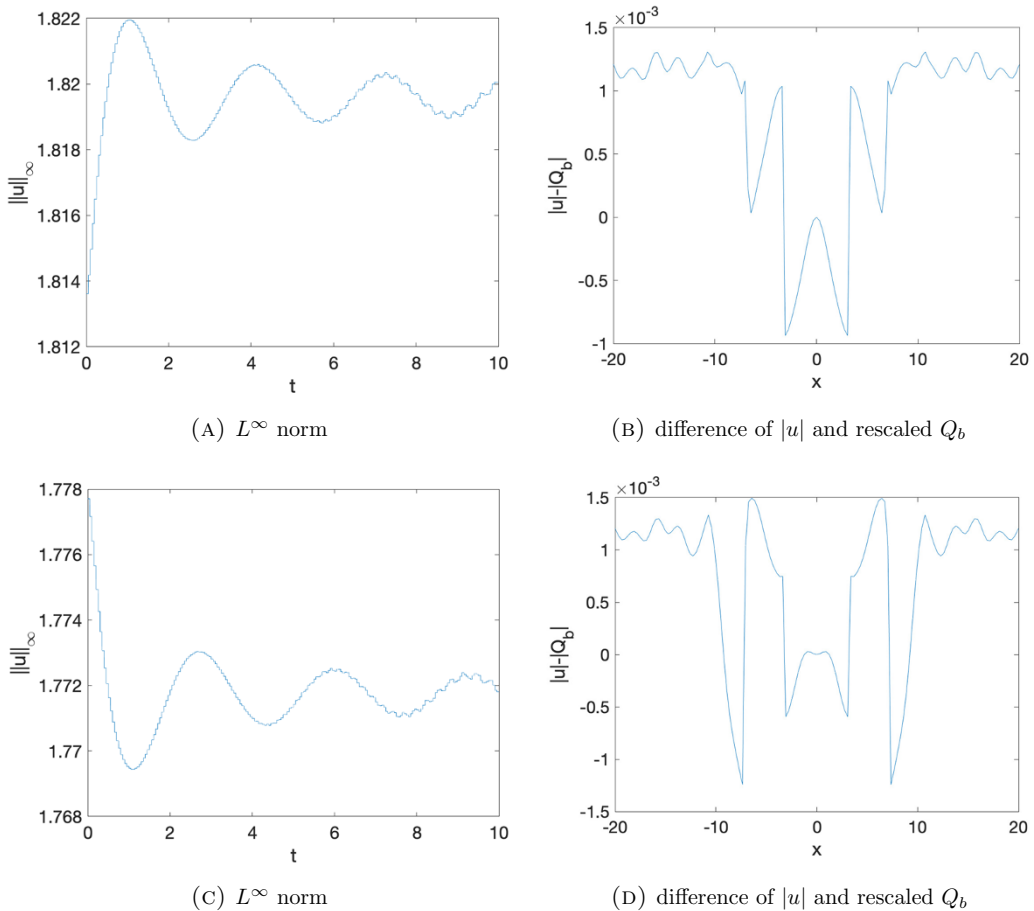 1.822
1.82
1.818
1.816
1.814
1.812
||u||∞
0 2 4 6 8 10
t
(A) L^∞ norm
×10^-3
1.5
1
0.5
0
-0.5
-1
|u|-|Q_b|
-20 -10 0 10 20
x
(B) difference of |u| and rescaled Q_b
1.778
1.776
1.774
1.772
1.77
1.768
||u||∞
0 2 4 6 8 10
t
(C) L^∞ norm
×10^-3
1.5
1
0.5
0
-0.5
-1
-1.5
|u|-|Q_b|
-20 -10 0 10 20
x
(D) difference of |u| and rescaled Q_b